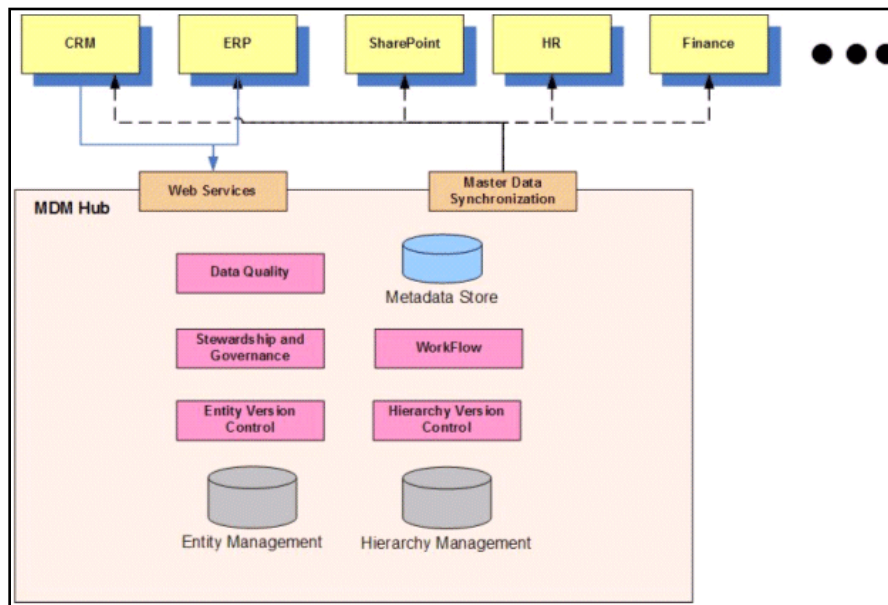 CRM
ERP
SharePoint
HR
Finance
Web Services
Master Data
Synchronization
MDM Hub
Data Quality
Metadata Store
Stewardship and
Governance
WorkFlow
Entity Version
Control
Hierarchy Version
Control
Entity Management
Hierarchy Management